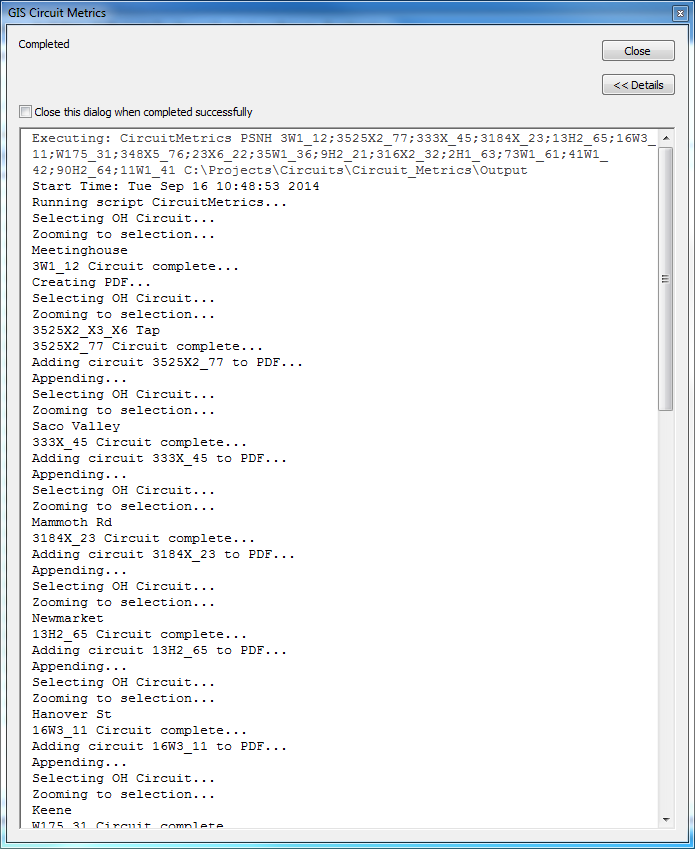 GIS Circuit Metrics
Completed
Close
<< Details
Close this dialog when completed successfully
Executing: CircuitMetrics PSNH 3W1_12;3525X2_77;333X_45;3184X_23;13H2_65;16W3_
11;W175_31;348X5_76;23X6_22;35W1_36;9H2_21;316X2_32;2H1_63;73W1_61;41W1_
42;90H2_64;11W1_41 C:\Projects\Circuits\Circuit_Metrics\Output
Start Time: Tue Sep 16 10:48:53 2014
Running script CircuitMetrics...
Selecting OH Circuit...
Zooming to selection...
Meetinghouse
3W1_12 Circuit complete...
Creating PDF...
Selecting OH Circuit...
Zooming to selection...
3525X2_X3_X6 Tap
3525X2_77 Circuit complete...
Adding circuit 3525X2_77 to PDF...
Appending...
Selecting OH Circuit...
Zooming to selection...
Saco Valley
333X_45 Circuit complete...
Adding circuit 333X_45 to PDF...
Appending...
Selecting OH Circuit...
Zooming to selection...
Mammoth Rd
3184X_23 Circuit complete...
Adding circuit 3184X_23 to PDF...
Appending...
Selecting OH Circuit...
Zooming to selection...
Newmarket
13H2_65 Circuit complete...
Adding circuit 13H2_65 to PDF...
Appending...
Selecting OH Circuit...
Zooming to selection...
Hanover St
16W3_11 Circuit complete...
Adding circuit 16W3_11 to PDF...
Appending...
Selecting OH Circuit...
Zooming to selection...
Keene
W175_31 Circuit complete